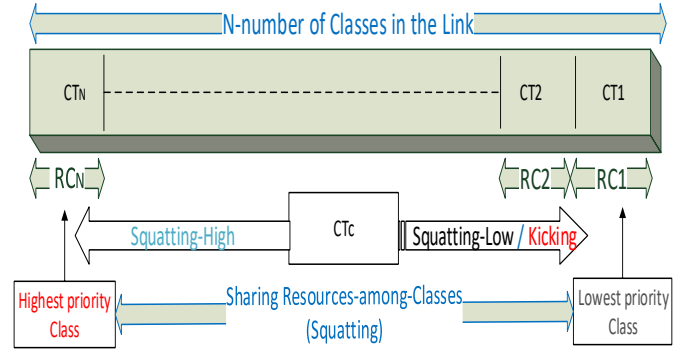 N-number of Classes in the Link
CTN CT2 CT1
RCN RC2 RC1
CTc
Squatting-High Squatting-Low / Kicking
Highest priority
Class
Sharing Resources-among-Classes
(Squatting)
Lowest priority
Class